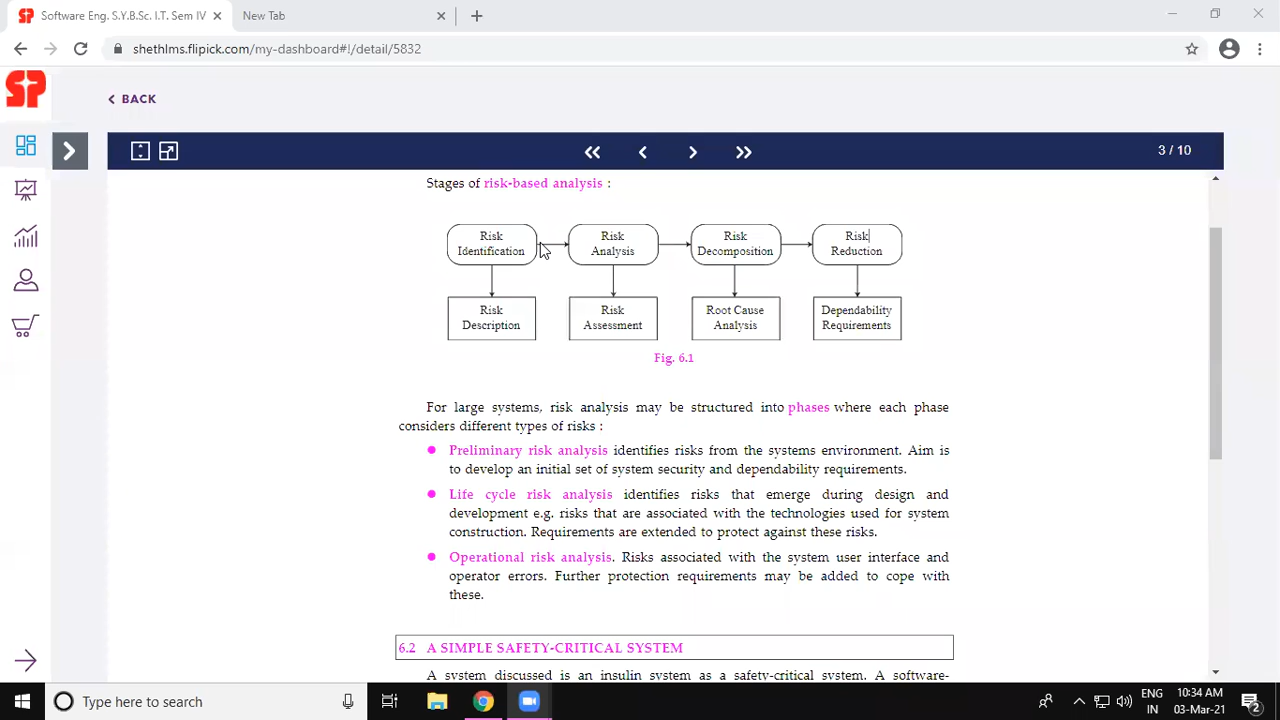 Software Eng. S.Y.B.Sc. I.T. Sem IV
New Tab
shethlms.flipick.com/my-dashboard#!/detail/5832
SP
BACK
3 / 10
Stages of risk-based analysis :
Risk
Identification
Risk
Analysis
Risk
Decomposition
Risk
Reduction
Risk
Description
Risk
Assessment
Root Cause
Analysis
Dependability
Requirements
Fig. 6.1
For large systems, risk analysis may be structured into phases where each phase
considers different types of risks :
Preliminary risk analysis identifies risks from the systems environment. Aim is
to develop an initial set of system security and dependability requirements.
Life cycle risk analysis identifies risks that emerge during design and
development e.g. risks that are associated with the technologies used for system
construction. Requirements are extended to protect against these risks.
Operational risk analysis. Risks associated with the system user interface and
operator errors. Further protection requirements may be added to cope with
these.
6.2 A SIMPLE SAFETY-CRITICAL SYSTEM
A system discussed is an insulin system as a safety-critical system. A software-
Type here to search
ENG
IN
10:34 AM
03-Mar-21
2